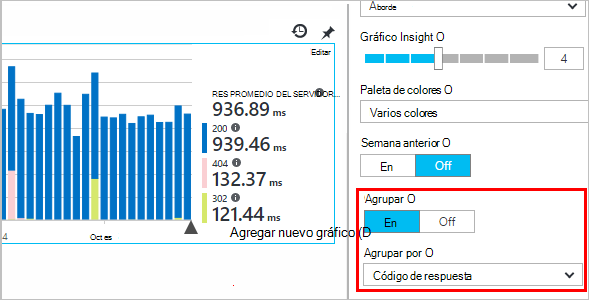 Aborde
Gráfico Insight O
4
Paleta de colores O
Varios colores
Semana anterior O
En Off
Agrupar O
En Off
Agrupar por O
Código de respuesta
Editar
RES PROMEDIO DEL SERVIDOR...
936.89 ms
200
939.46 ms
404
132.37 ms
302
121.44 ms
4 Oct es
Agregar nuevo gráfico (D